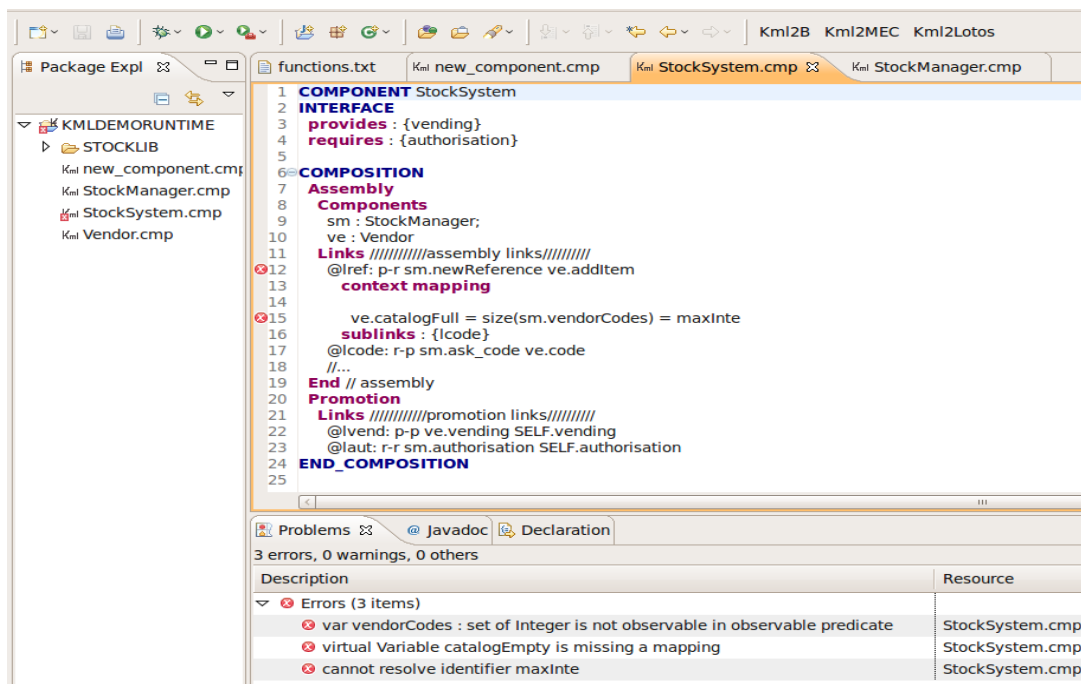 Kml2B Kml2MEC Kml2Lotos
Package Expl
functions.txt
Kml new_component.cmp
Kml StockSystem.cmp
Kml StockManager.cmp
KMLDEMORUNTIME
STOCKLIB
Kml new_component.cmp
Kml StockManager.cmp
Kml StockSystem.cmp
Kml Vendor.cmp
1 COMPONENT StockSystem
2 INTERFACE
3 provides : {vending}
4 requires : {authorisation}
5
6 COMPOSITION
7 Assembly
8 Components
9 sm : StockManager;
10 ve : Vendor
11 Links ////////////assembly links//////////
12 @lref: p-r sm.newReference ve.addItem
13 context mapping
14
15 ve.catalogFull = size(sm.vendorCodes) = maxInte
16 sublinks : {lcode}
17 @lcode: r-p sm.ask_code ve.code
18 //...
19 End // assembly
20 Promotion
21 Links ////////////promotion links//////////
22 @lvend: p-p ve.vending SELF.vending
23 @laut: r-r sm.authorisation SELF.authorisation
24 END_COMPOSITION
25
Problems
@ Javadoc
Declaration
3 errors, 0 warnings, 0 others
Description Resource
Errors (3 items)
var vendorCodes : set of Integer is not observable in observable predicate StockSystem.cmp
virtual Variable catalogEmpty is missing a mapping StockSystem.cmp
cannot resolve identifier maxInte StockSystem.cmp